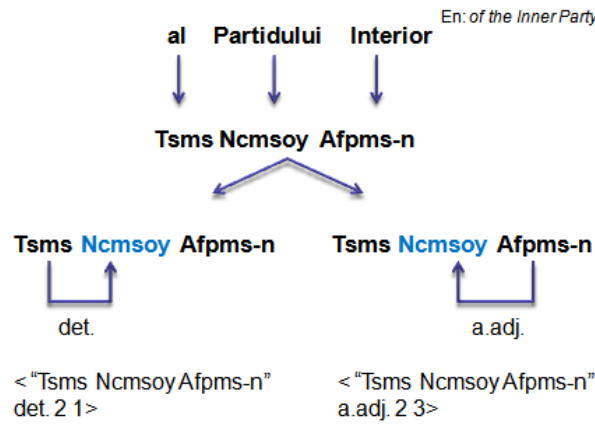 En: of the Inner Party
al Partidului Interior
Tsms Ncmsoy Afpms-n
Tsms Ncmsoy Afpms-n
det.
< “Tsms Ncmsoy Afpms-n”
det. 2 1>
Tsms Ncmsoy Afpms-n
a.adj.
< “Tsms Ncmsoy Afpms-n”
a.adj. 2 3>